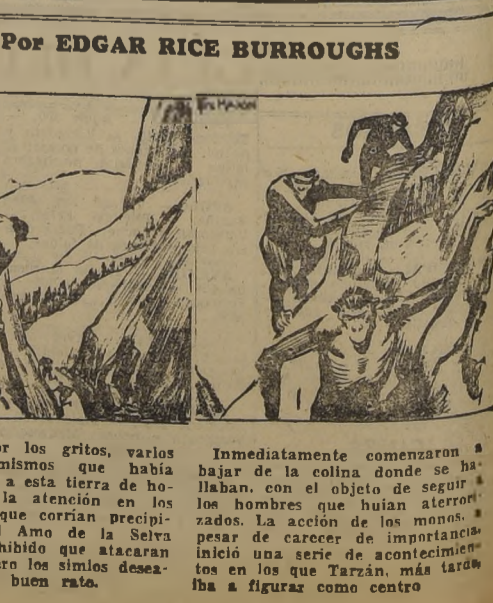 Por EDGAR RICE BURROUGHS
REX MAXON
or los gritos, varios
mismos que había
a esta tierra de ho-
la atención en los
que corrían precipi-
l Amo de la Selva
hibido que atacaran
ero los simios desea-
buen rato.
Inmediatamente comenzaron a
bajar de la colina donde se ha-
llaban, con el objeto de seguir a
los hombres que huian aterrori-
zados. La acción de los monos, a
pesar de carecer de importancia,
inició una serie de acontecimien-
tos en los que Tarzán, más tarde,
iba a figurar como centro